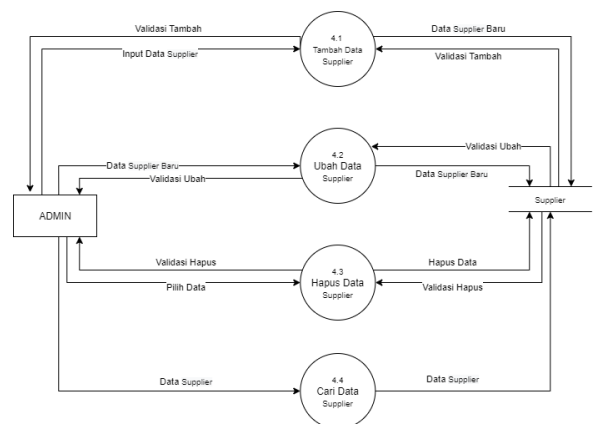 Validasi Tambah
4.1
Tambah Data
Supplier
Data Supplier Baru
Input Data Supplier
Validasi Tambah
4.2
Ubah Data
Supplier
Validasi Ubah
Data Supplier Baru
Validasi Ubah
Data Supplier Baru
ADMIN
Supplier
Validasi Hapus
4.3
Hapus Data
Supplier
Hapus Data
Pilih Data
Validasi Hapus
4.4
Cari Data
Supplier
Data Supplier
Data Supplier